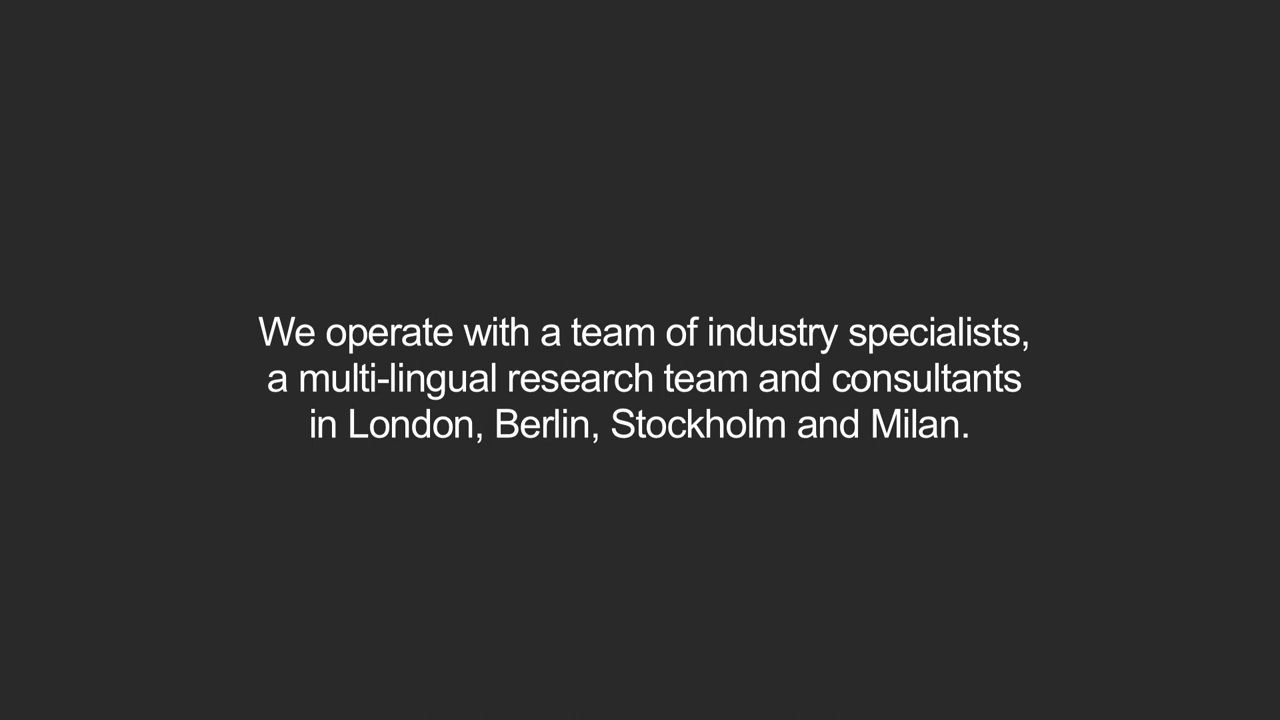 We operate with a team of industry specialists,
a multi-lingual research team and consultants
in London, Berlin, Stockholm and Milan.